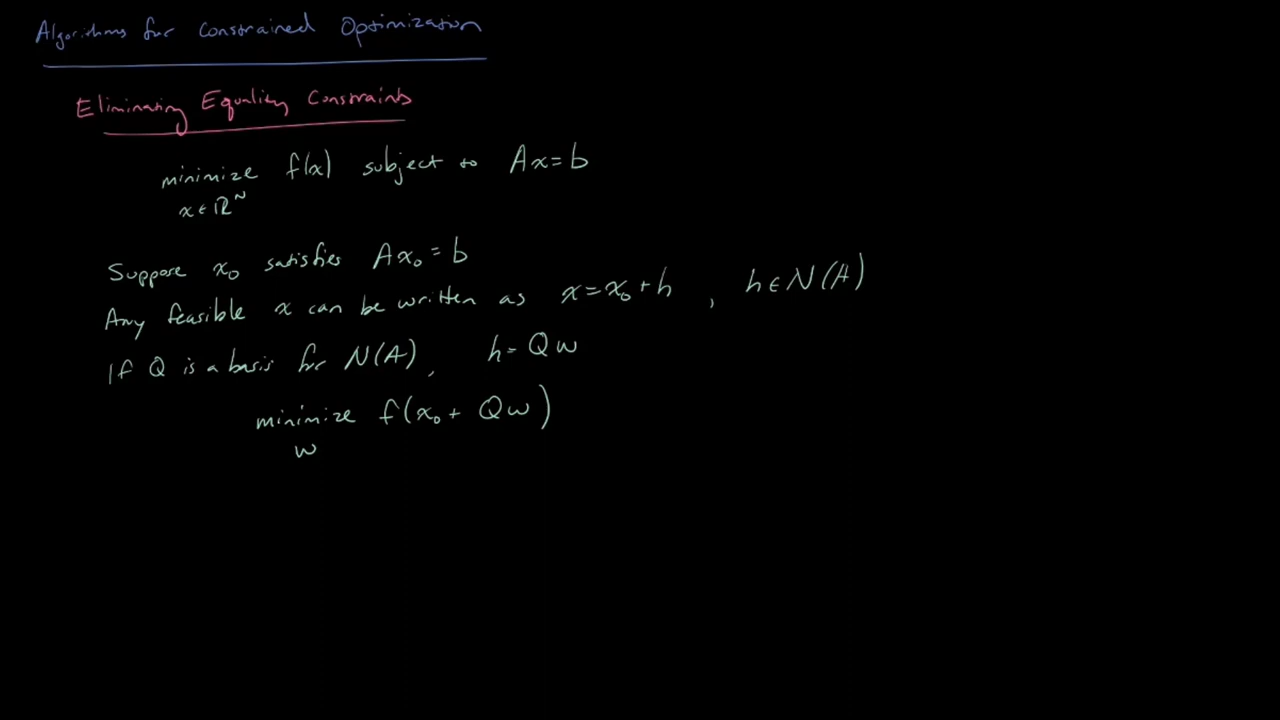 Algorithms for Constrained Optimization
Eliminating Equality Constraints
minimize f(x) subject to Ax=b
x∈ℝᴺ
Suppose x₀ satisfies Ax₀=b
Any feasible x can be written as x=x₀+h , h∈N(A)
If Q is a basis for N(A), h=Qw
minimize f(x₀+Qw)
w